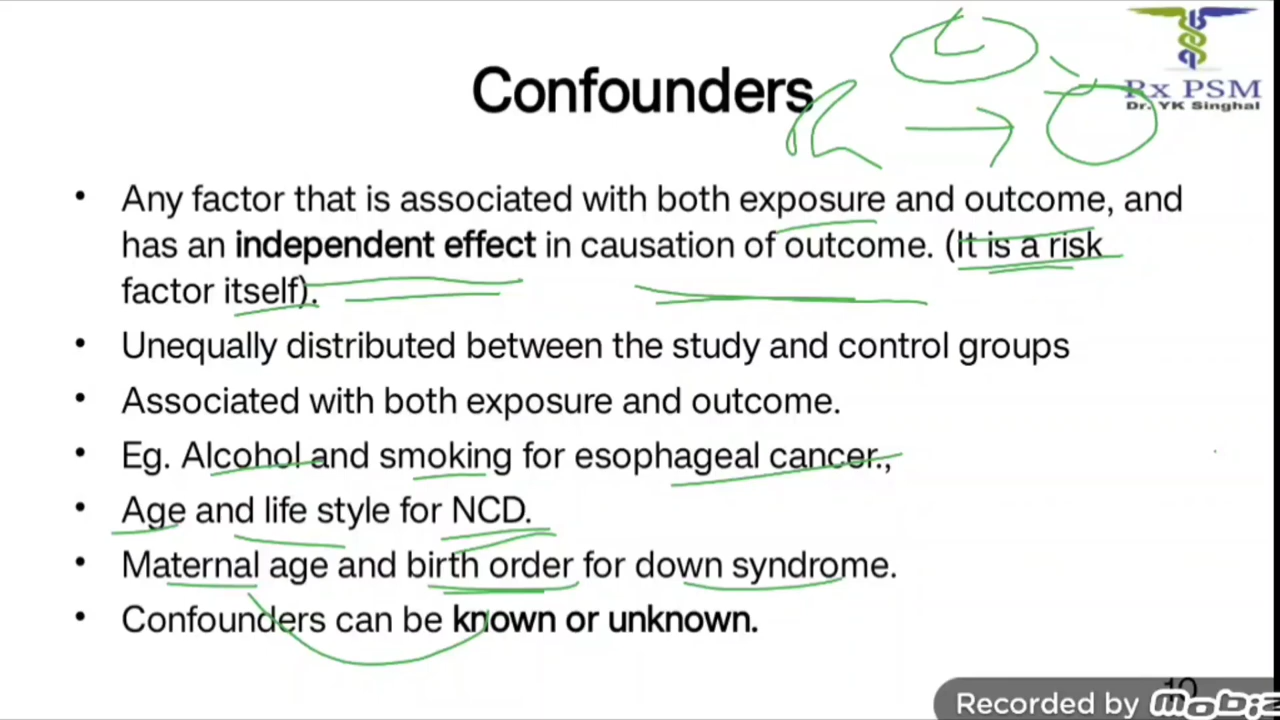 Confounders
Rx PSM
Dr. YK Singhal
• Any factor that is associated with both exposure and outcome, and
has an independent effect in causation of outcome. (It is a risk
factor itself).
• Unequally distributed between the study and control groups
• Associated with both exposure and outcome.
• Eg. Alcohol and smoking for esophageal cancer.,
• Age and life style for NCD.
• Maternal age and birth order for down syndrome.
• Confounders can be known or unknown.
10
Recorded by